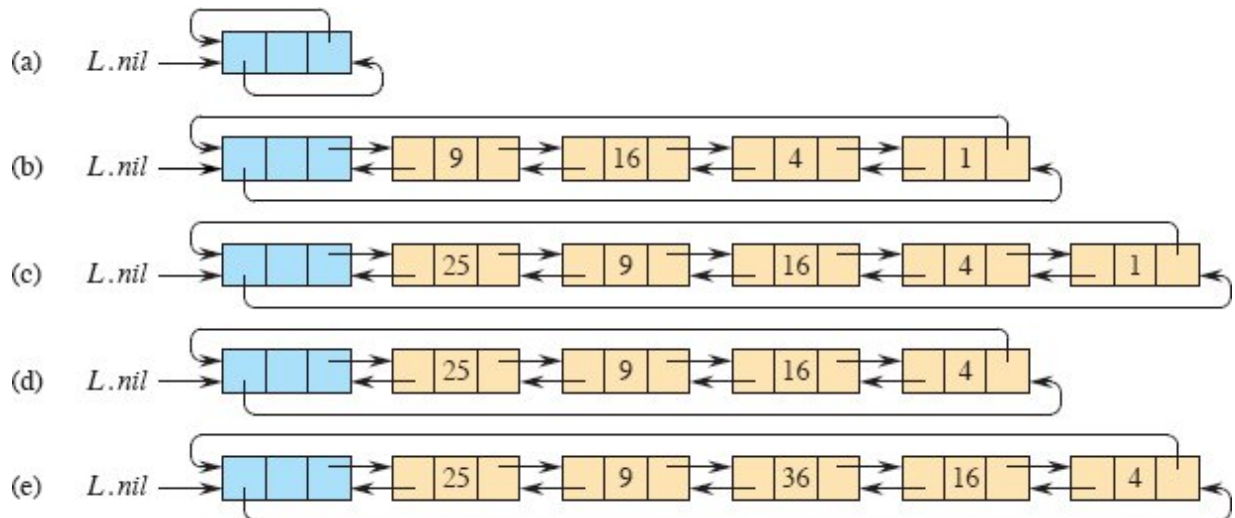 (a) L.nil
(b) L.nil 9 16 4 1
(c) L.nil 25 9 16 4 1
(d) L.nil 25 9 16 4
(e) L.nil 25 9 36 16 4